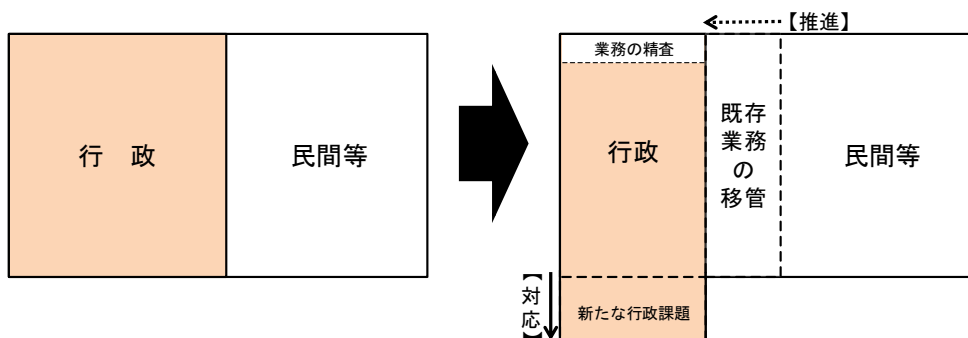 行　政
民間等
【推進】
業務の精査
行政
既存
業務
の
移管
民間等
【対応】
新たな行政課題